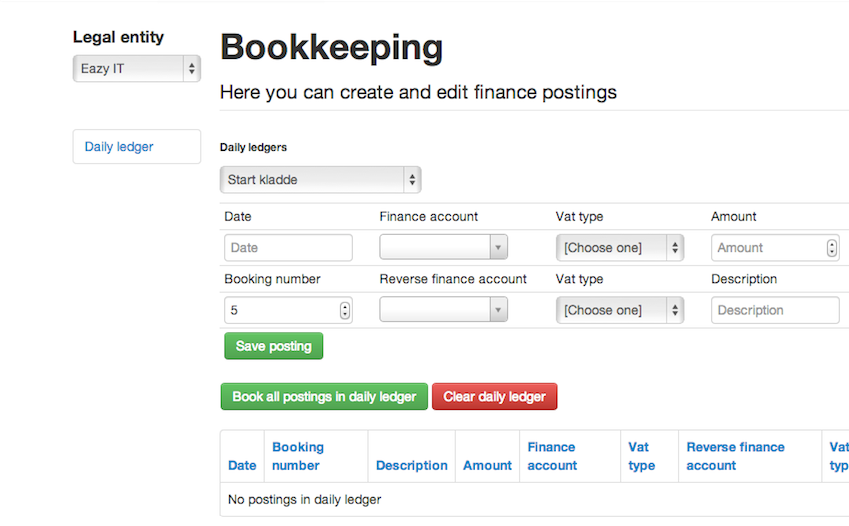 Legal entity
Eazy IT
Daily ledger
Bookkeeping
Here you can create and edit finance postings
Daily ledgers
Start kladde
Date Finance account Vat type Amount
Date [Choose one] Amount
Booking number Reverse finance account Vat type Description
5 [Choose one] Description
Save posting
Book all postings in daily ledger Clear daily ledger
Date Booking number Description Amount Finance account Vat type Reverse finance account Vat typ
No postings in daily ledger